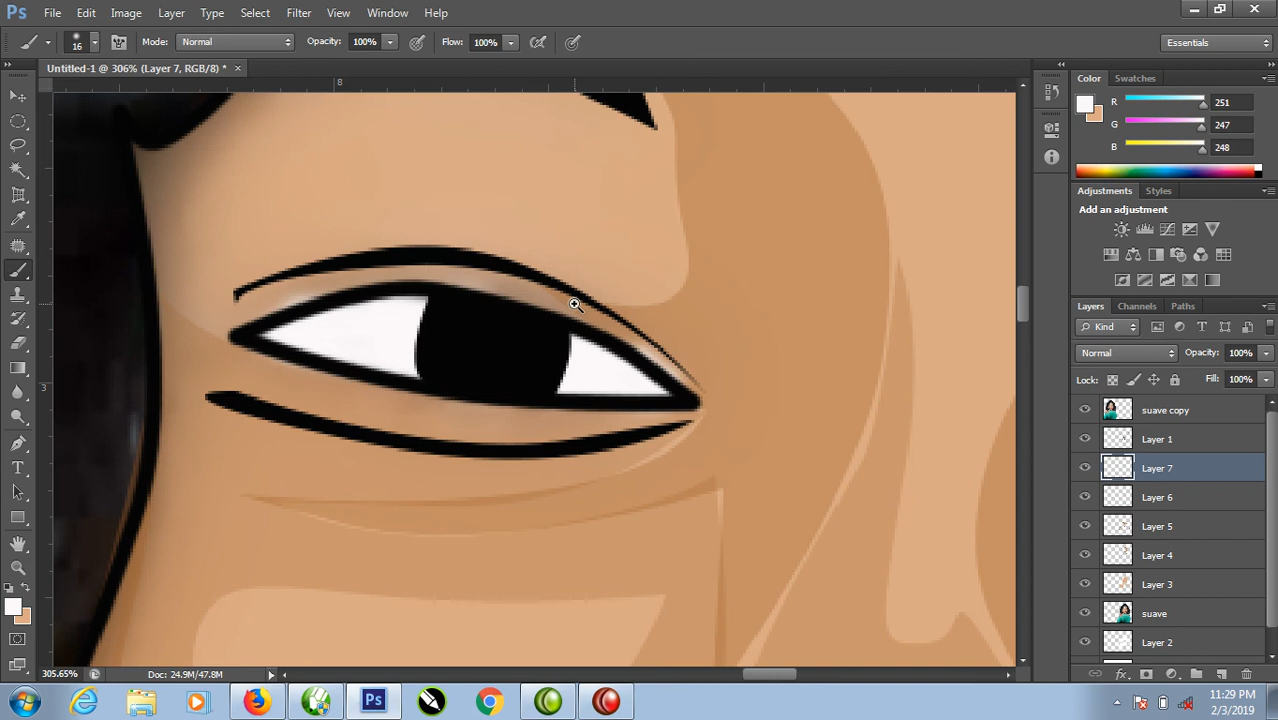 Ps File Edit Image Layer Type Select Filter View Window Help
16 Mode: Normal Opacity: 100% Flow: 100% Essentials
Untitled-1 @ 306% (Layer 7, RGB/8) * ×
8
3
Color Swatches
R 251
G 247
B 248
Adjustments Styles
Add an adjustment
Layers Channels Paths
Kind
Normal Opacity: 100%
Lock: Fill: 100%
suave copy
Layer 1
Layer 7
Layer 6
Layer 5
Layer 4
Layer 3
suave
Layer 2
305.65% Doc: 24.9M/47.8M
Ps
11:29 PM
2/3/2019